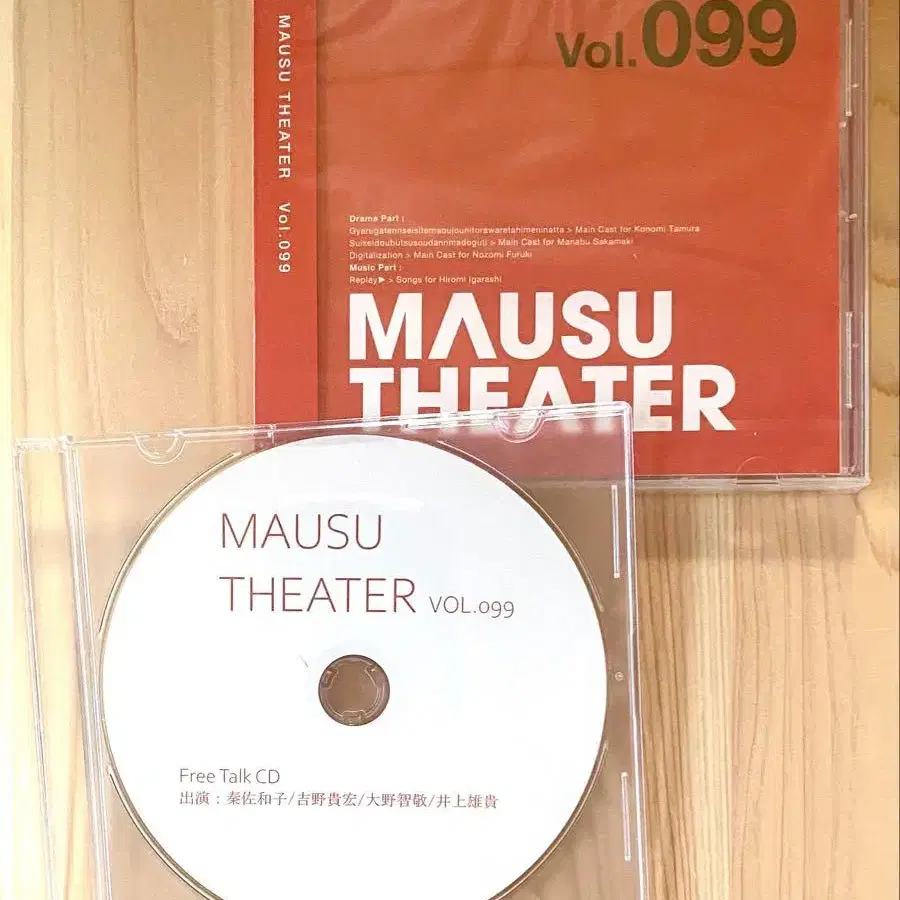 MAUSU THEATER Vol.099
Vol.099
Drama Part :
Gyarugatennseisitemaoujounitorawaretahimeninatta > Main Cast for Konomi Tamura
Suiseidoubutsusoudannmadoguti > Main Cast for Manabu Sakamaki
Digitalization > Main Cast for Nozomi Furuki
Music Part :
Replay▶ > Songs for Hiromi Igarashi
MAUSU
THEATER
MAUSU
THEATER VOL.099
Free Talk CD
出演：秦佐和子/吉野貴宏/大野智敬/井上雄貴